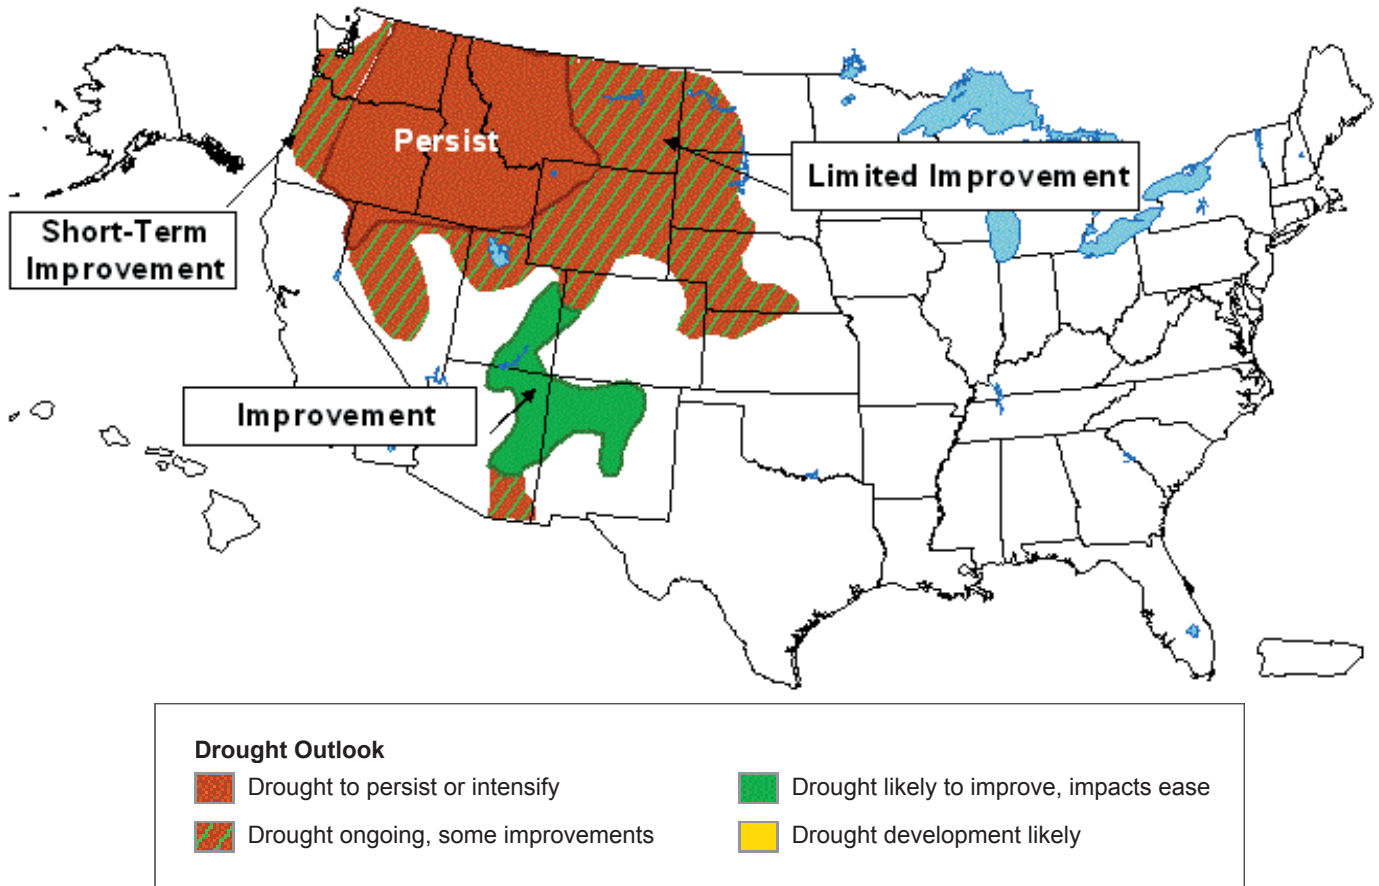 Persist
Limited Improvement
Short-Term
Improvement
Improvement
Drought Outlook
Drought to persist or intensify
Drought ongoing, some improvements
Drought likely to improve, impacts ease
Drought development likely